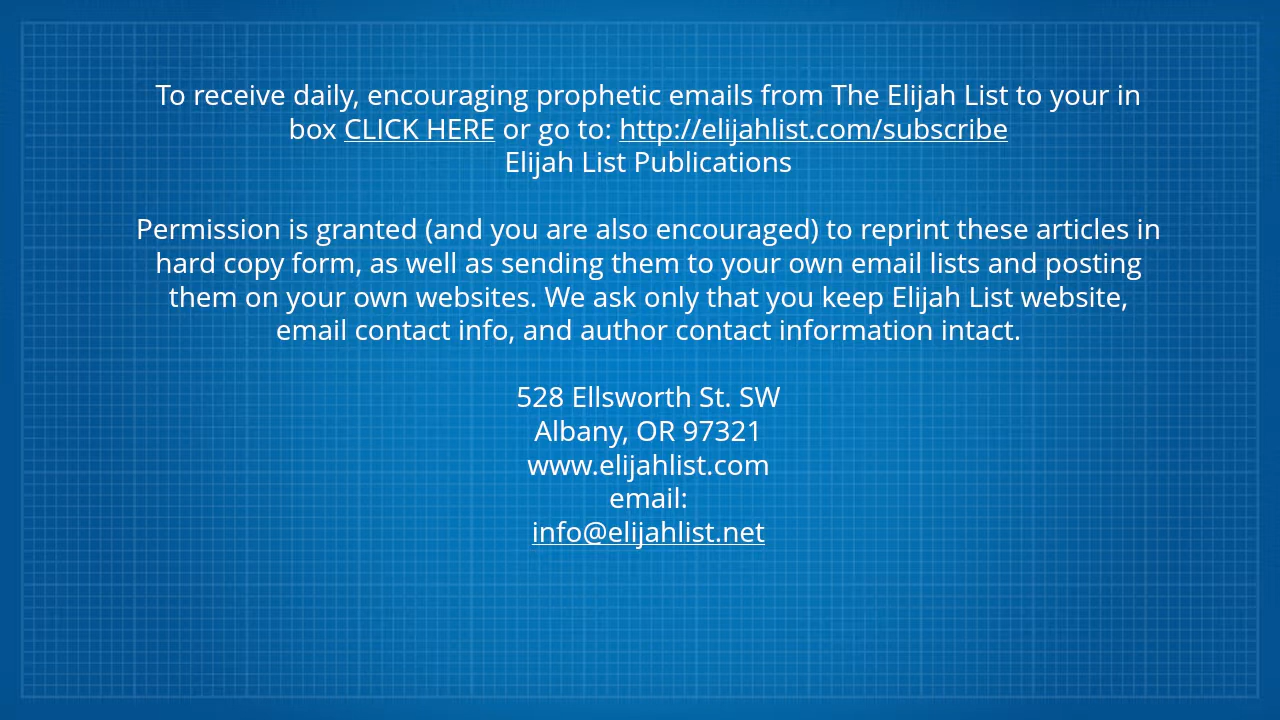 To receive daily, encouraging prophetic emails from The Elijah List to your in
box CLICK HERE or go to: http://elijahlist.com/subscribe
Elijah List Publications
Permission is granted (and you are also encouraged) to reprint these articles in
hard copy form, as well as sending them to your own email lists and posting
them on your own websites. We ask only that you keep Elijah List website,
email contact info, and author contact information intact.
528 Ellsworth St. SW
Albany, OR 97321
www.elijahlist.com
email:
info@elijahlist.net